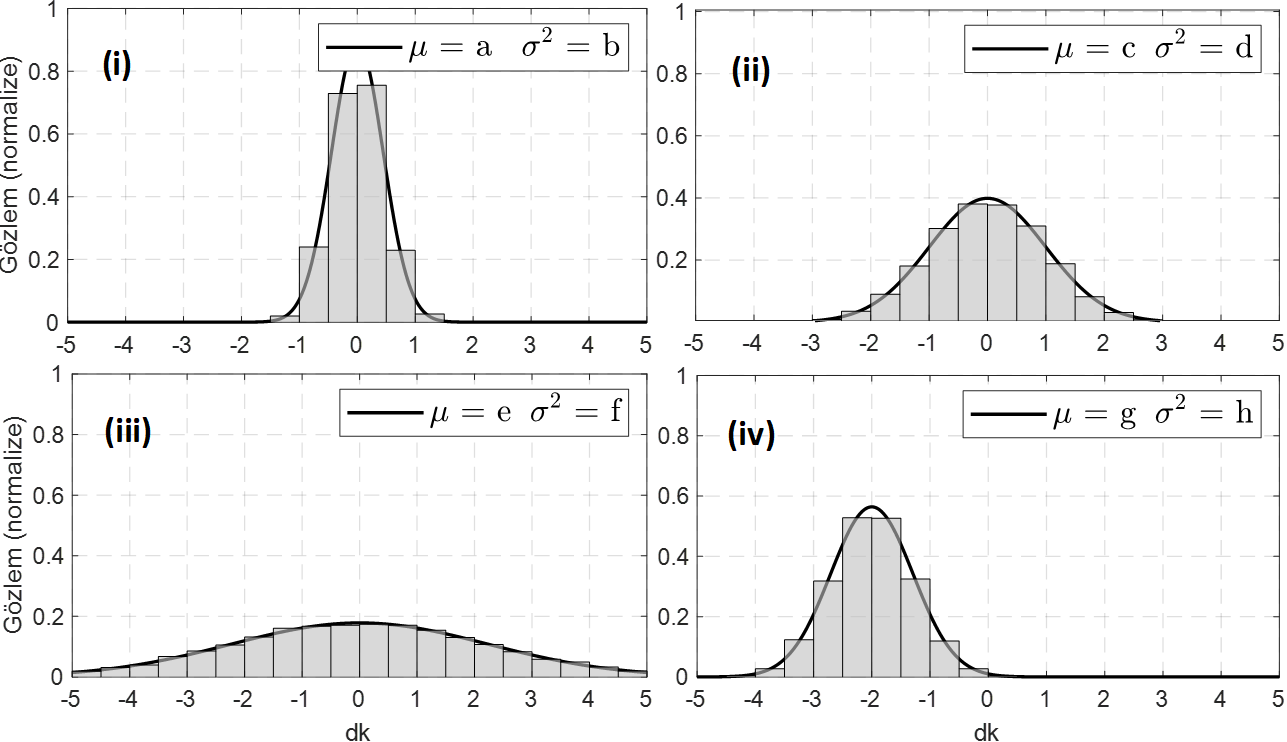 (i)
μ = a σ² = b
Gözlem (normalize)
1
0.8
0.6
0.4
0.2
0
-5 -4 -3 -2 -1 0 1 2 3 4 5
(ii)
μ = c σ² = d
1
0.8
0.6
0.4
0.2
-5 -4 -3 -2 -1 0 1 2 3 4 5
(iii)
μ = e σ² = f
Gözlem (normalize)
1
0.8
0.6
0.4
0.2
0
-5 -4 -3 -2 -1 0 1 2 3 4 5
dk
(iv)
μ = g σ² = h
1
0.8
0.6
0.4
0.2
0
-5 -4 -3 -2 -1 0 1 2 3 4 5
dk